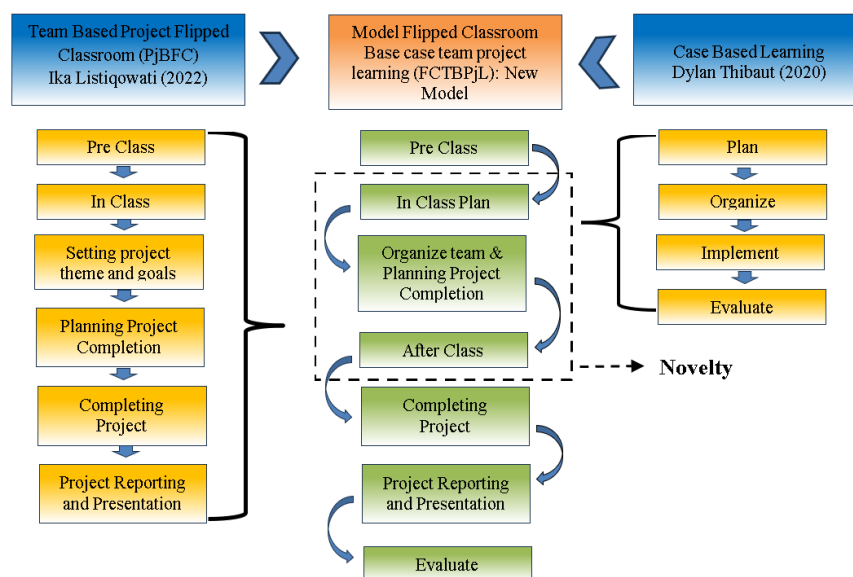 Team Based Project Flipped
Classroom (PjBFC)
Ika Listiqowati (2022)
Model Flipped Classroom
Base case team project
learning (FCTBPjL): New
Model
Case Based Learning
Dylan Thibaut (2020)
Pre Class
In Class
Setting project
theme and goals
Planning Project
Completion
Completing
Project
Project Reporting
and Presentation
Pre Class
In Class Plan
Organize team &
Planning Project
Completion
After Class
Completing
Project
Project Reporting
and Presentation
Evaluate
Plan
Organize
Implement
Evaluate
Novelty